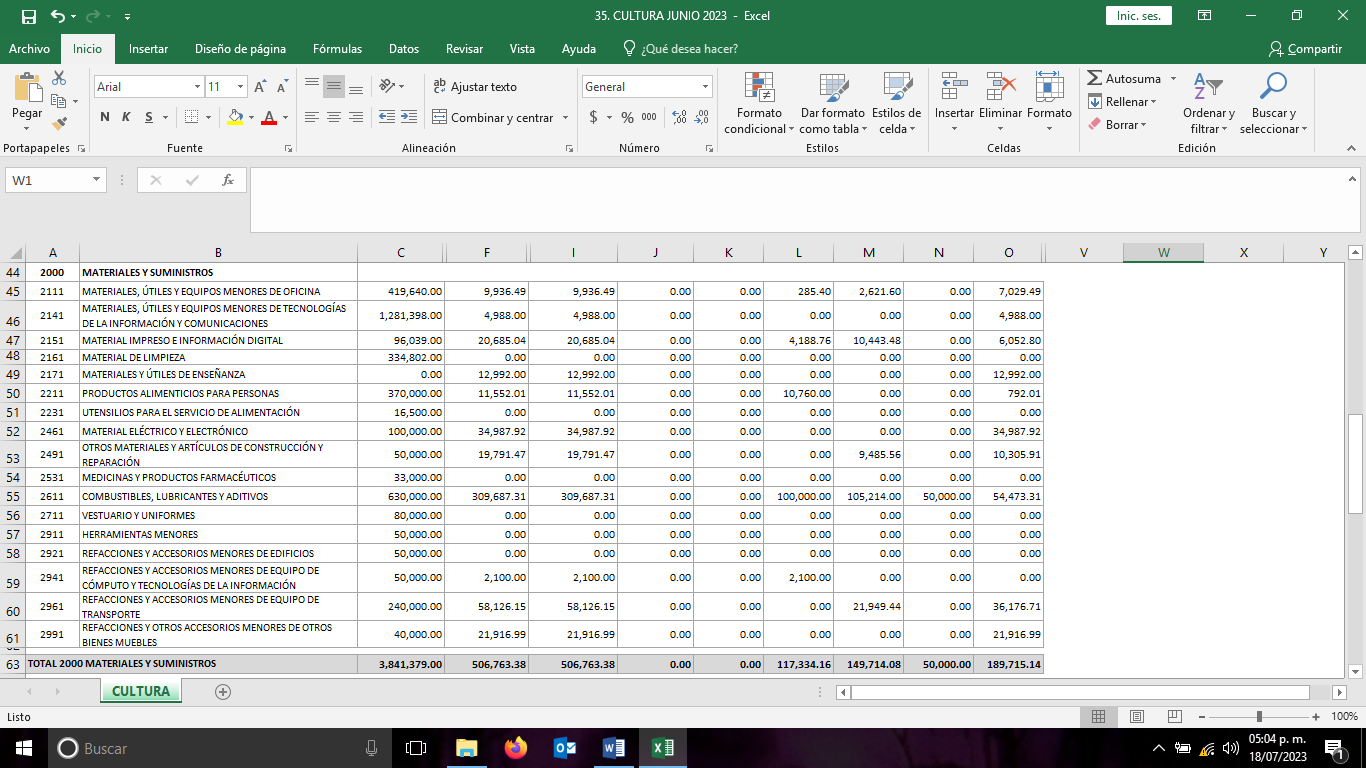 35. CULTURA JUNIO 2023 - Excel
Inic. ses.
Archivo Inicio Insertar Diseño de página Fórmulas Datos Revisar Vista Ayuda ¿Qué desea hacer? Compartir
Pegar
Arial 11
N K S
Ajustar texto
Combinar y centrar
General
$ % 000
Formato condicional
Dar formato como tabla
Estilos de celda
Insertar Eliminar Formato
Autosuma
Rellenar
Borrar
Ordenar y filtrar
Buscar y seleccionar
Portapapeles Fuente Alineación Número Estilos Celdas Edición
W1 fx
A B C F I J K L M N O V W X Y
44 2000 MATERIALES Y SUMINISTROS
45 2111 MATERIALES, ÚTILES Y EQUIPOS MENORES DE OFICINA 419,640.00 9,936.49 9,936.49 0.00 0.00 285.40 2,621.60 0.00 7,029.49
46 2141 MATERIALES, ÚTILES Y EQUIPOS MENORES DE TECNOLOGÍAS
DE LA INFORMACIÓN Y COMUNICACIONES 1,281,398.00 4,988.00 4,988.00 0.00 0.00 0.00 0.00 0.00 4,988.00
47 2151 MATERIAL IMPRESO E INFORMACIÓN DIGITAL 96,039.00 20,685.04 20,685.04 0.00 0.00 4,188.76 10,443.48 0.00 6,052.80
48 2161 MATERIAL DE LIMPIEZA 334,802.00 0.00 0.00 0.00 0.00 0.00 0.00 0.00 0.00
49 2171 MATERIALES Y ÚTILES DE ENSEÑANZA 0.00 12,992.00 12,992.00 0.00 0.00 0.00 0.00 0.00 12,992.00
50 2211 PRODUCTOS ALIMENTICIOS PARA PERSONAS 370,000.00 11,552.01 11,552.01 0.00 0.00 10,760.00 0.00 0.00 792.01
51 2231 UTENSILIOS PARA EL SERVICIO DE ALIMENTACIÓN 16,500.00 0.00 0.00 0.00 0.00 0.00 0.00 0.00 0.00
52 2461 MATERIAL ELÉCTRICO Y ELECTRÓNICO 100,000.00 34,987.92 34,987.92 0.00 0.00 0.00 0.00 0.00 34,987.92
53 2491 OTROS MATERIALES Y ARTÍCULOS DE CONSTRUCCIÓN Y
REPARACIÓN 50,000.00 19,791.47 19,791.47 0.00 0.00 0.00 9,485.56 0.00 10,305.91
54 2531 MEDICINAS Y PRODUCTOS FARMACÉUTICOS 33,000.00 0.00 0.00 0.00 0.00 0.00 0.00 0.00 0.00
55 2611 COMBUSTIBLES, LUBRICANTES Y ADITIVOS 630,000.00 309,687.31 309,687.31 0.00 0.00 100,000.00 105,214.00 50,000.00 54,473.31
56 2711 VESTUARIO Y UNIFORMES 80,000.00 0.00 0.00 0.00 0.00 0.00 0.00 0.00 0.00
57 2911 HERRAMIENTAS MENORES 50,000.00 0.00 0.00 0.00 0.00 0.00 0.00 0.00 0.00
58 2921 REFACCIONES Y ACCESORIOS MENORES DE EDIFICIOS 50,000.00 0.00 0.00 0.00 0.00 0.00 0.00 0.00 0.00
59 2941 REFACCIONES Y ACCESORIOS MENORES DE EQUIPO DE
CÓMPUTO Y TECNOLOGÍAS DE LA INFORMACIÓN 50,000.00 2,100.00 2,100.00 0.00 0.00 2,100.00 0.00 0.00 0.00
60 2961 REFACCIONES Y ACCESORIOS MENORES DE EQUIPO DE
TRANSPORTE 240,000.00 58,126.15 58,126.15 0.00 0.00 0.00 21,949.44 0.00 36,176.71
61 2991 REFACCIONES Y OTROS ACCESORIOS MENORES DE OTROS
BIENES MUEBLES 40,000.00 21,916.99 21,916.99 0.00 0.00 0.00 0.00 0.00 21,916.99
63 TOTAL 2000 MATERIALES Y SUMINISTROS 3,841,379.00 506,763.38 506,763.38 0.00 0.00 117,334.16 149,714.08 50,000.00 189,715.14
CULTURA
Listo 100%
Buscar
05:04 p. m.
18/07/2023
1